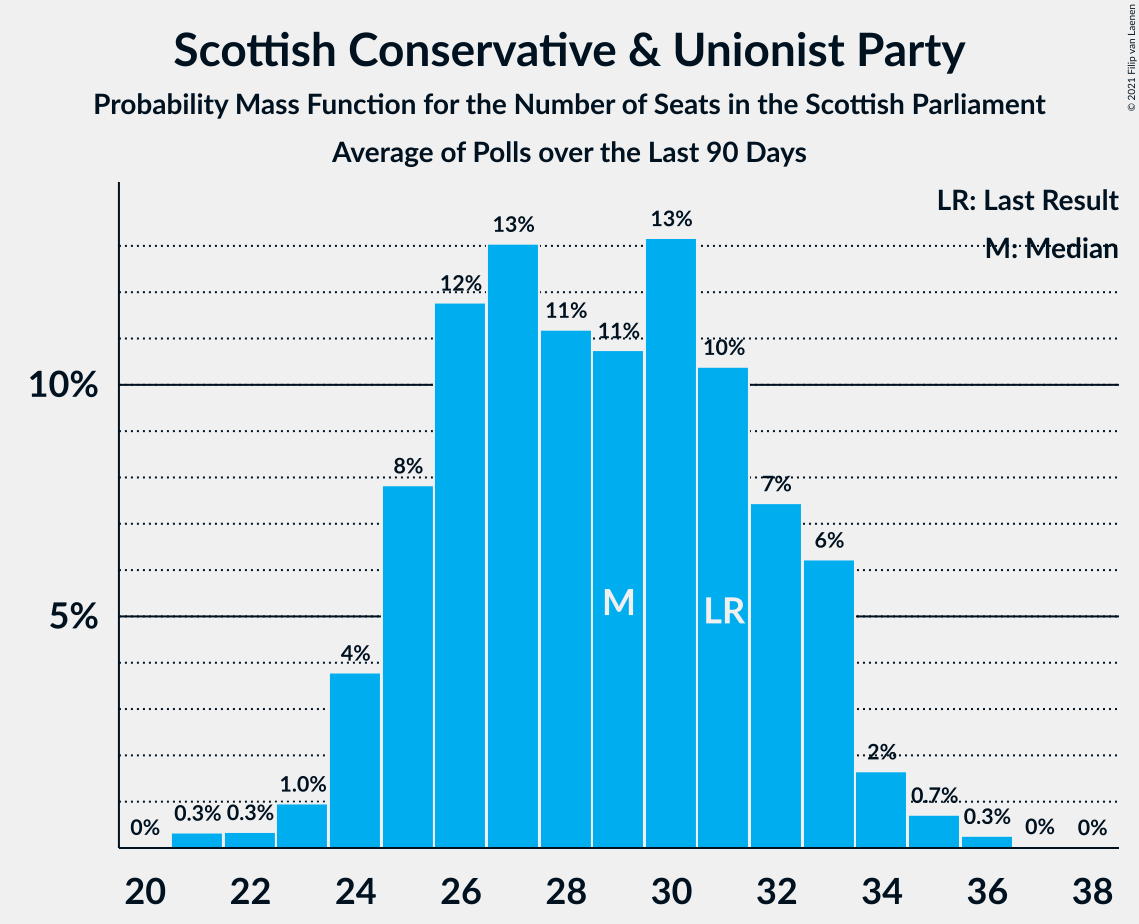 Scottish Conservative & Unionist Party
Probability Mass Function for the Number of Seats in the Scottish Parliament
Average of Polls over the Last 90 Days
© 2021 Filip van Laenen
LR: Last Result
M: Median
10%
5%
0%
0.3%
0.3%
1.0%
4%
8%
12%
13%
11%
11%
13%
10%
7%
6%
2%
0.7%
0.3%
0%
0%
M
LR
20 22 24 26 28 30 32 34 36 38